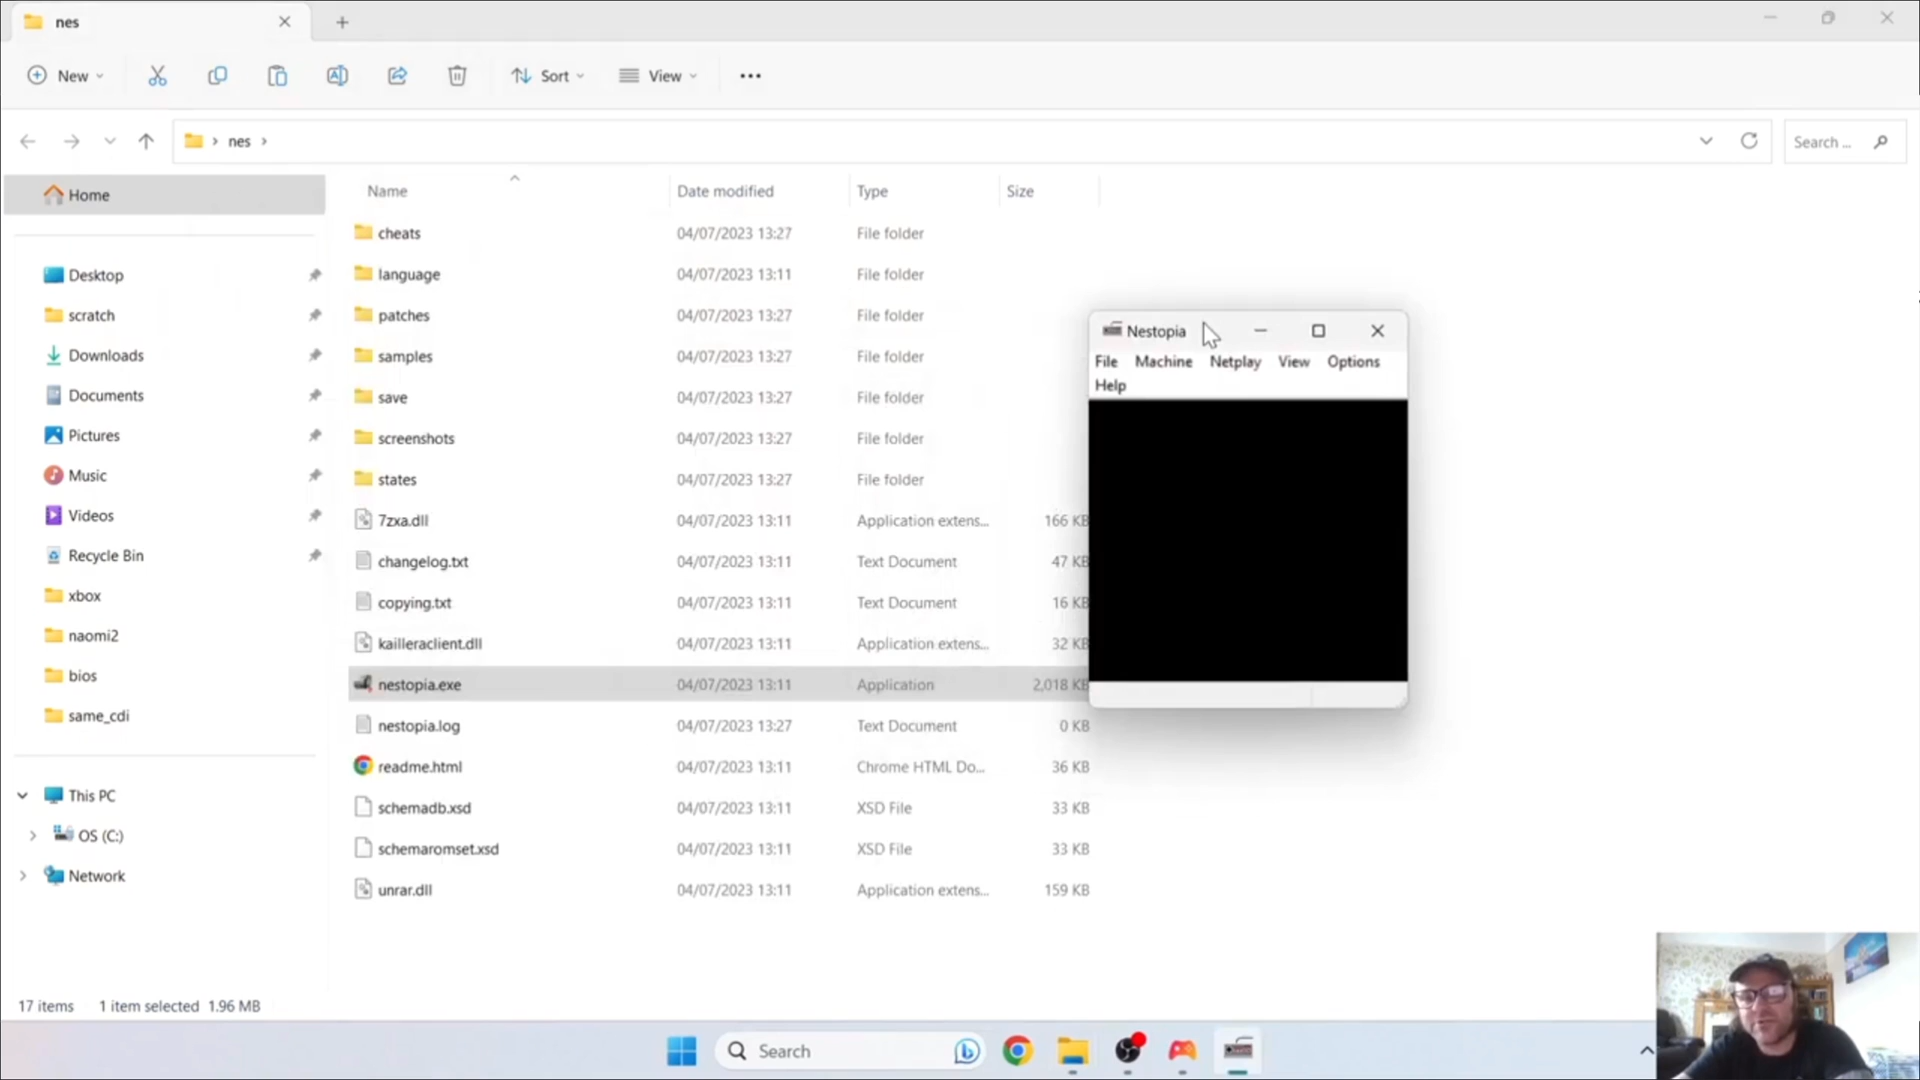 nes
New
Sort
View
nes
Search ...
Home
Desktop
scratch
Downloads
Documents
Pictures
Music
Videos
Recycle Bin
xbox
naomi2
bios
same_cdi
This PC
OS (C:)
Network
Name Date modified Type Size
cheats 04/07/2023 13:27 File folder
language 04/07/2023 13:11 File folder
patches 04/07/2023 13:27 File folder
samples 04/07/2023 13:27 File folder
save 04/07/2023 13:27 File folder
screenshots 04/07/2023 13:27 File folder
states 04/07/2023 13:27 File folder
7zxa.dll 04/07/2023 13:11 Application extens... 166 KB
changelog.txt 04/07/2023 13:11 Text Document 47 KB
copying.txt 04/07/2023 13:11 Text Document 16 KB
kailleraclient.dll 04/07/2023 13:11 Application extens... 32 KB
nestopia.exe 04/07/2023 13:11 Application 2,018 KB
nestopia.log 04/07/2023 13:27 Text Document 0 KB
readme.html 04/07/2023 13:11 Chrome HTML Do... 36 KB
schemadb.xsd 04/07/2023 13:11 XSD File 33 KB
schemaromset.xsd 04/07/2023 13:11 XSD File 33 KB
unrar.dll 04/07/2023 13:11 Application extens... 159 KB
Nestopia
File Machine Netplay View Options
Help
17 items 1 item selected 1.96 MB
Search